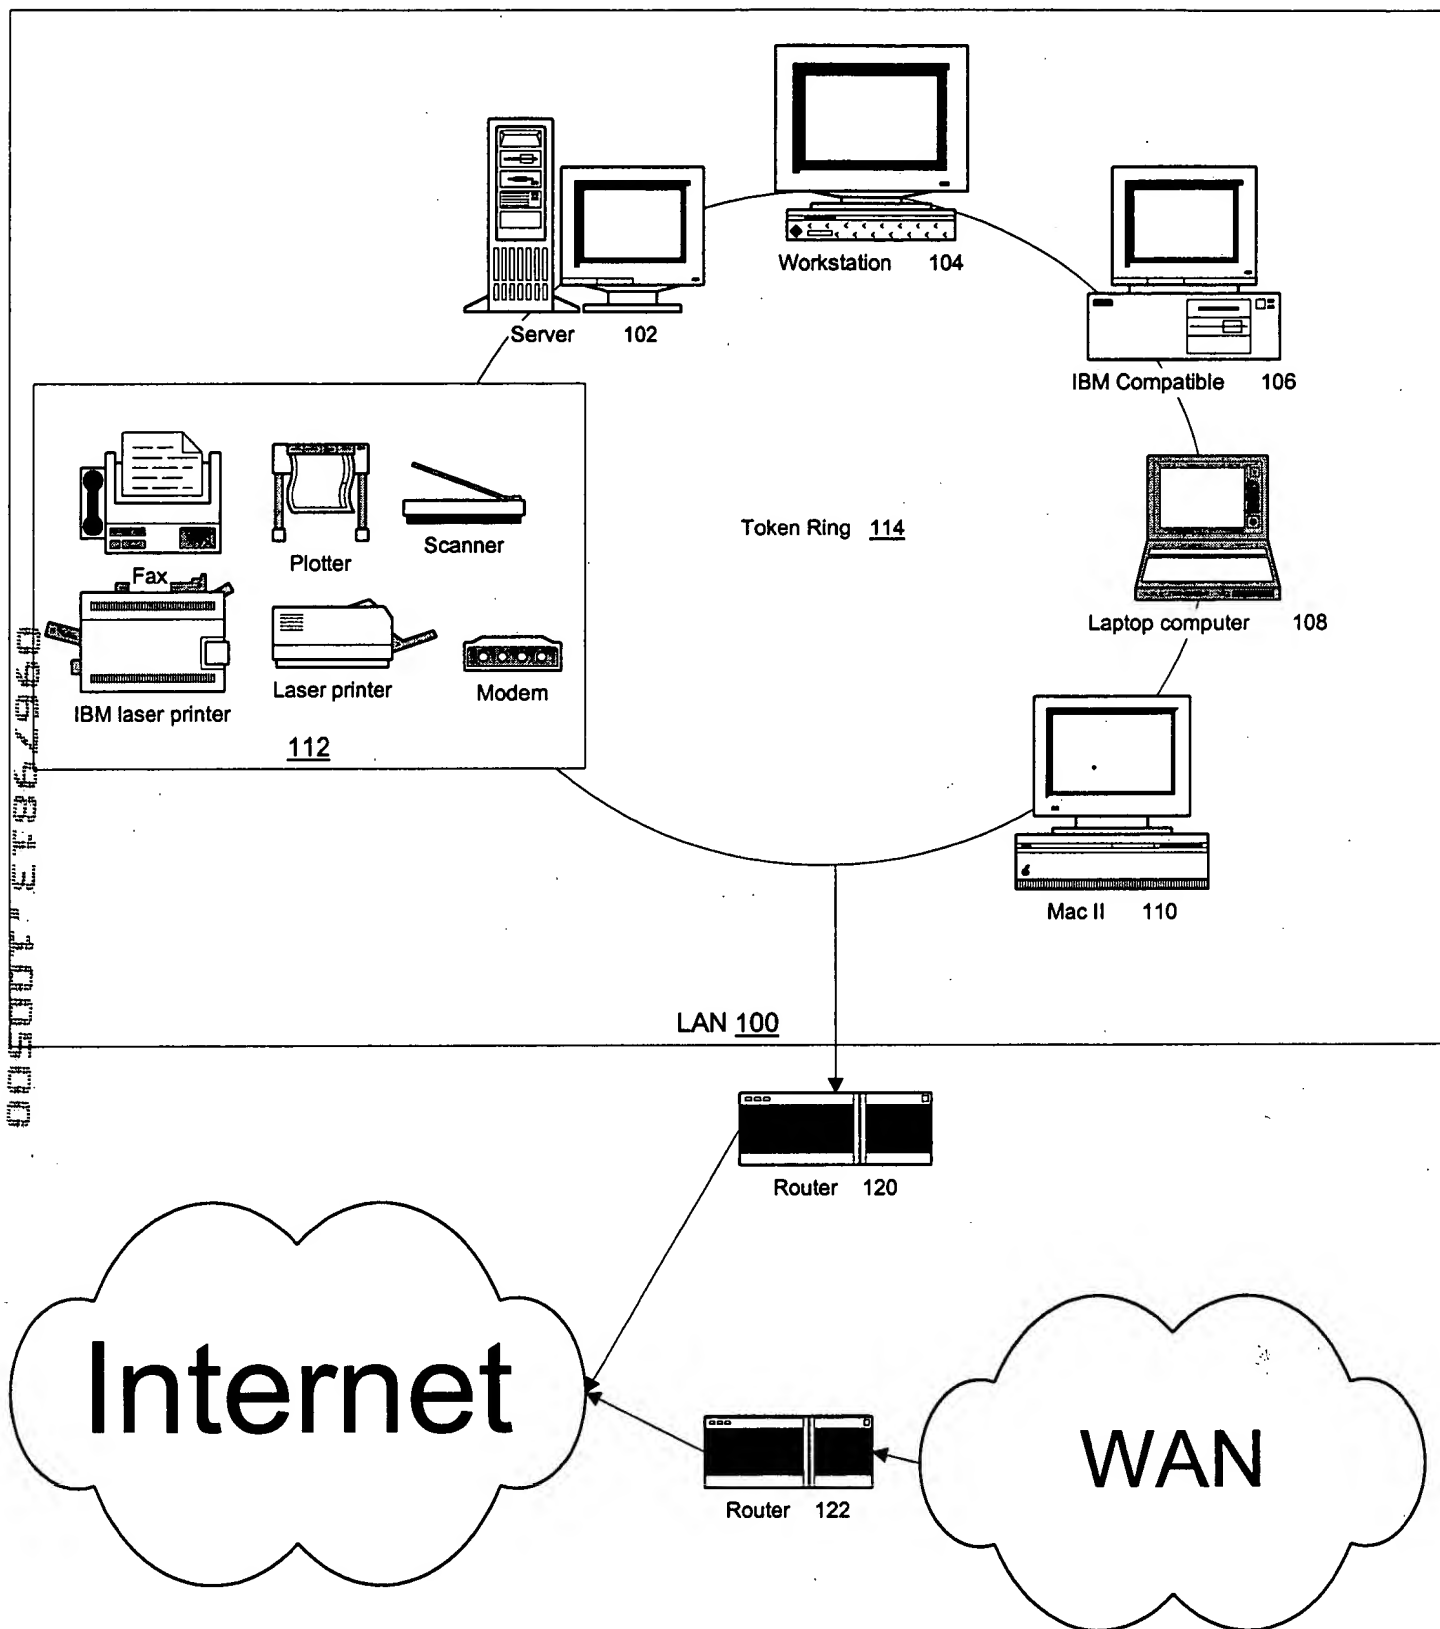 Workstation 104
Server 102
IBM Compatible 106
Fax
Plotter
Scanner
Token Ring 114
Laptop computer 108
IBM laser printer
Laser printer
Modem
112
Mac II 110
LAN 100
Router 120
Internet
Router 122
WAN